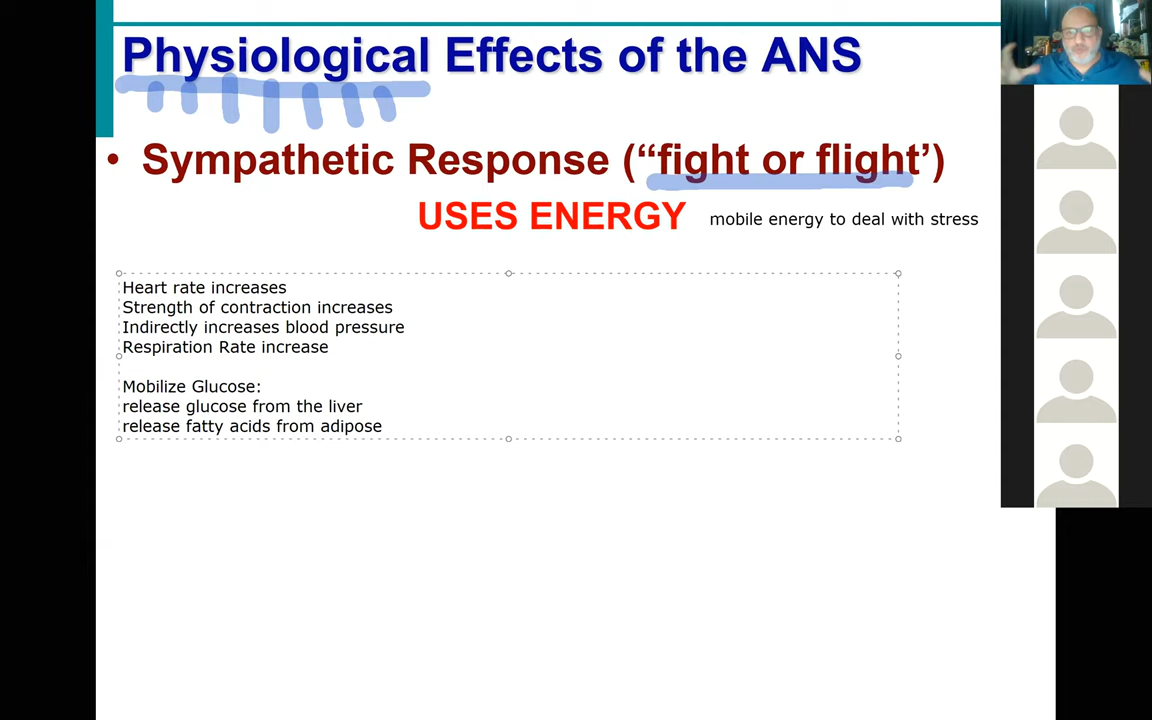 Physiological Effects of the ANS
• Sympathetic Response (“fight or flight’)
USES ENERGY mobile energy to deal with stress
Heart rate increases
Strength of contraction increases
Indirectly increases blood pressure
Respiration Rate increase
Mobilize Glucose:
release glucose from the liver
release fatty acids from adipose